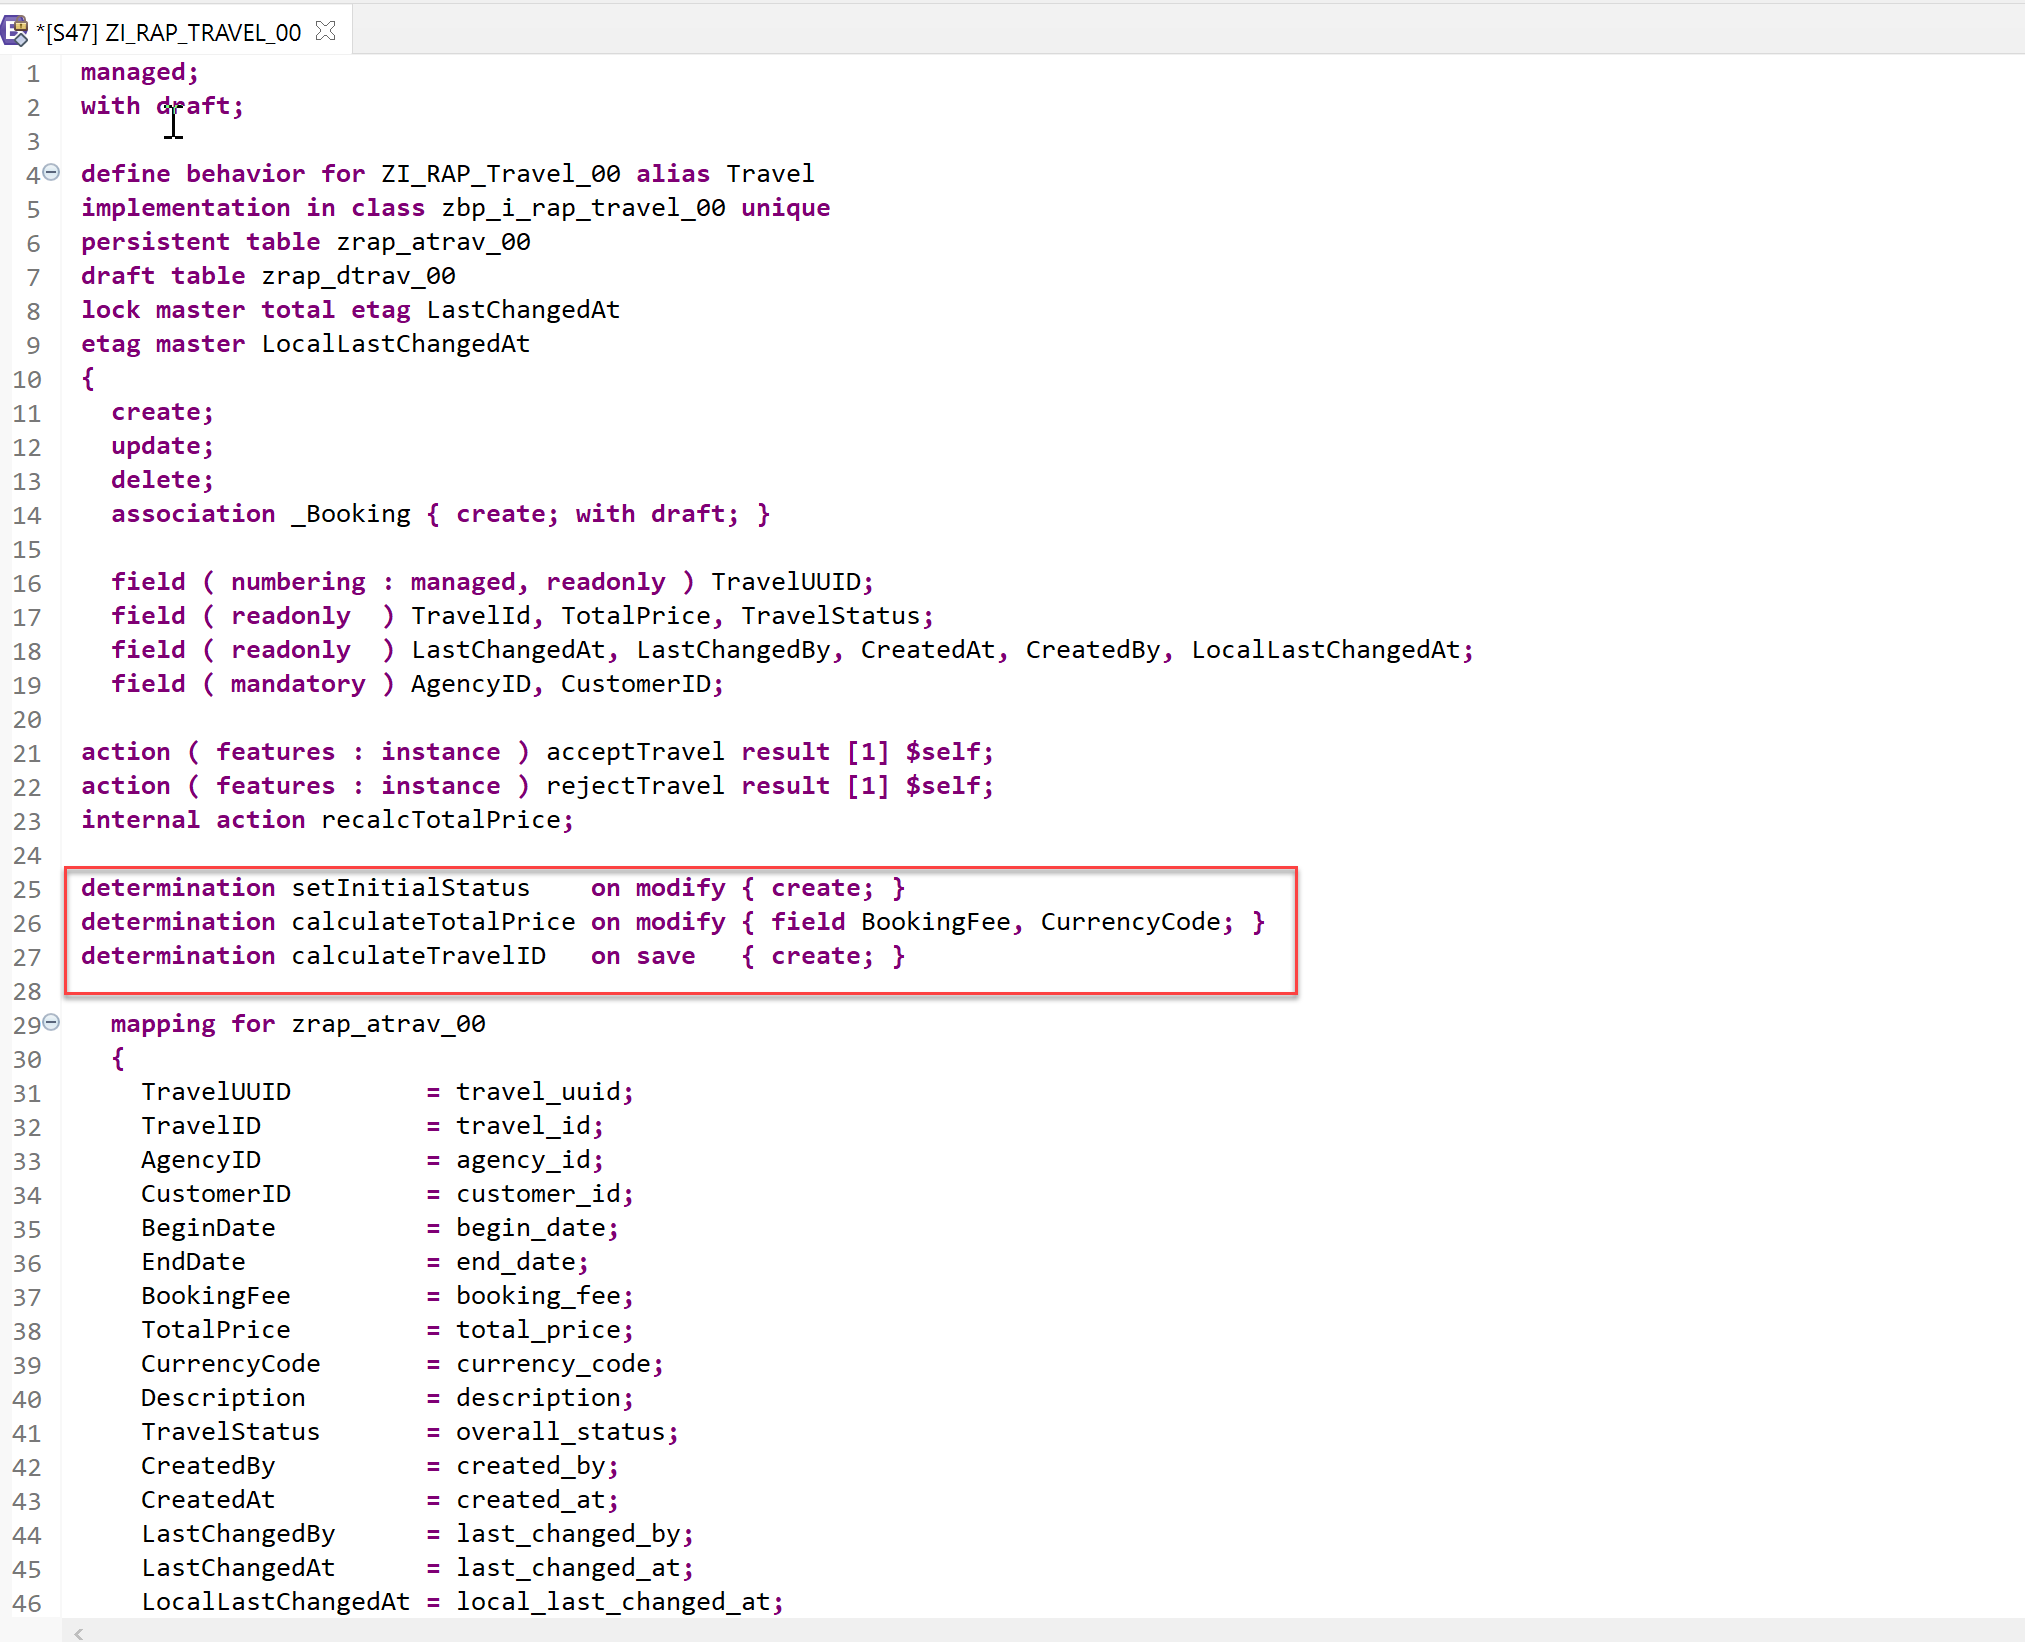 *[S47] ZI_RAP_TRAVEL_00
1 managed;
2 with draft;
3
4 define behavior for ZI_RAP_Travel_00 alias Travel
5 implementation in class zbp_i_rap_travel_00 unique
6 persistent table zrap_atrav_00
7 draft table zrap_dtrav_00
8 lock master total etag LastChangedAt
9 etag master LocalLastChangedAt
10 {
11   create;
12   update;
13   delete;
14   association _Booking { create; with draft; }
15
16   field ( numbering : managed, readonly ) TravelUUID;
17   field ( readonly  ) TravelId, TotalPrice, TravelStatus;
18   field ( readonly  ) LastChangedAt, LastChangedBy, CreatedAt, CreatedBy, LocalLastChangedAt;
19   field ( mandatory ) AgencyID, CustomerID;
20
21 action ( features : instance ) acceptTravel result [1] $self;
22 action ( features : instance ) rejectTravel result [1] $self;
23 internal action recalcTotalPrice;
24
25 determination setInitialStatus    on modify { create; }
26 determination calculateTotalPrice on modify { field BookingFee, CurrencyCode; }
27 determination calculateTravelID   on save   { create; }
28
29   mapping for zrap_atrav_00
30   {
31     TravelUUID         = travel_uuid;
32     TravelID           = travel_id;
33     AgencyID           = agency_id;
34     CustomerID         = customer_id;
35     BeginDate          = begin_date;
36     EndDate            = end_date;
37     BookingFee         = booking_fee;
38     TotalPrice         = total_price;
39     CurrencyCode       = currency_code;
40     Description        = description;
41     TravelStatus       = overall_status;
42     CreatedBy          = created_by;
43     CreatedAt          = created_at;
44     LastChangedBy      = last_changed_by;
45     LastChangedAt      = last_changed_at;
46     LocalLastChangedAt = local_last_changed_at;